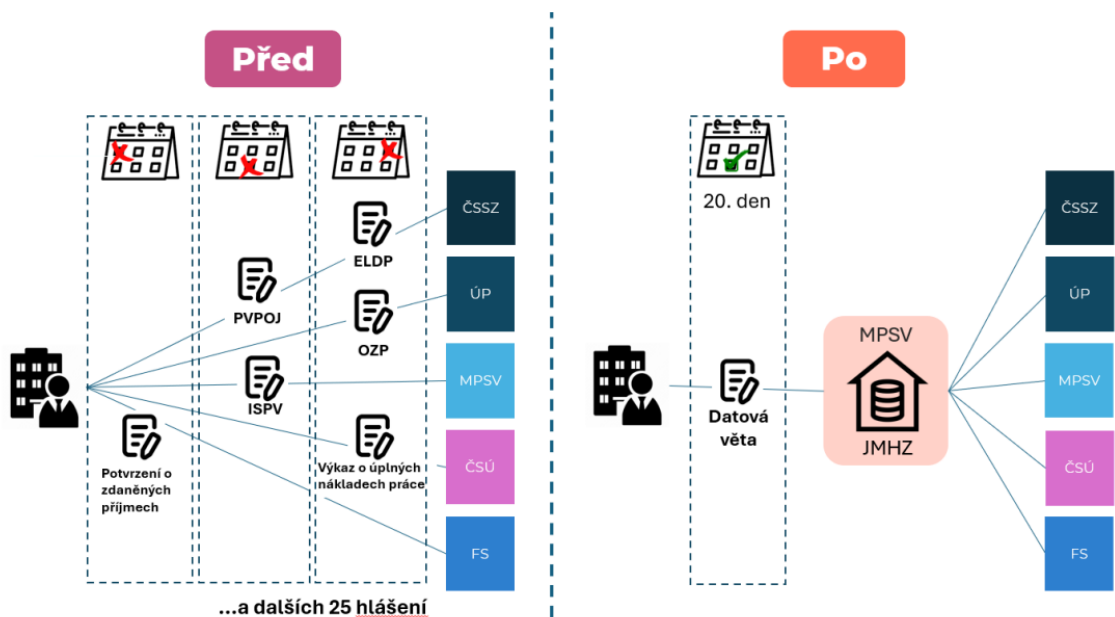 Před
ČSSZ
ELDP
PVPOJ
ÚP
OZP
MPSV
ISPV
Potvrzení o
zdaněných
příjmech
Výkaz o úplných
nákladech práce
ČSÚ
FS
...a dalších 25 hlášení
Po
20. den
Datová
věta
MPSV
JMHZ
ČSSZ
ÚP
MPSV
ČSÚ
FS